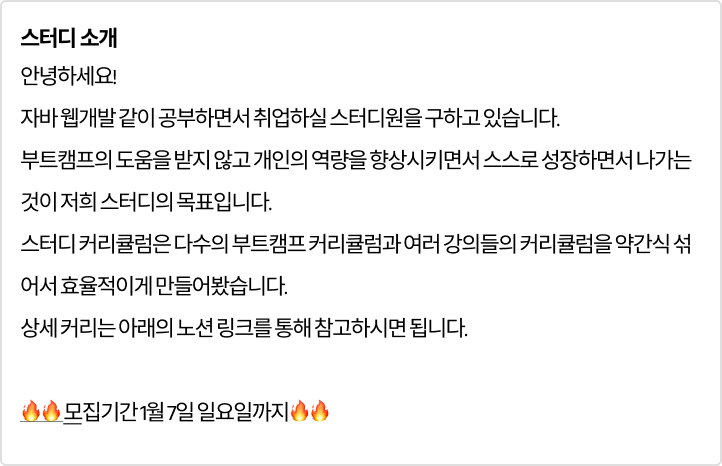 스터디 소개
안녕하세요!
자바 웹개발 같이 공부하면서 취업하실 스터디원을 구하고 있습니다.
부트캠프의 도움을 받지 않고 개인의 역량을 향상시키면서 스스로 성장하면서 나가는
것이 저희 스터디의 목표입니다.
스터디 커리큘럼은 다수의 부트캠프 커리큘럼과 여러 강의들의 커리큘럼을 약간식 섞
어서 효율적이게 만들어봤습니다.
상세 커리는 아래의 노션 링크를 통해 참고하시면 됩니다.
🔥🔥모집기간 1월 7일 일요일까지🔥🔥